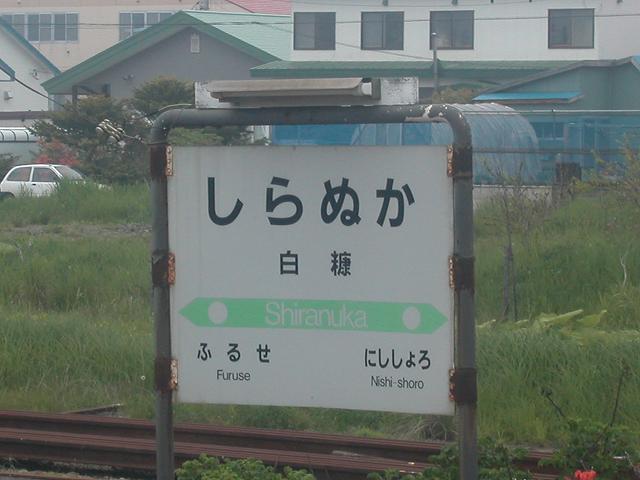 しらぬか
白糠
Shiranuka
ふるせ にししょろ
Furuse Nishi-shoro